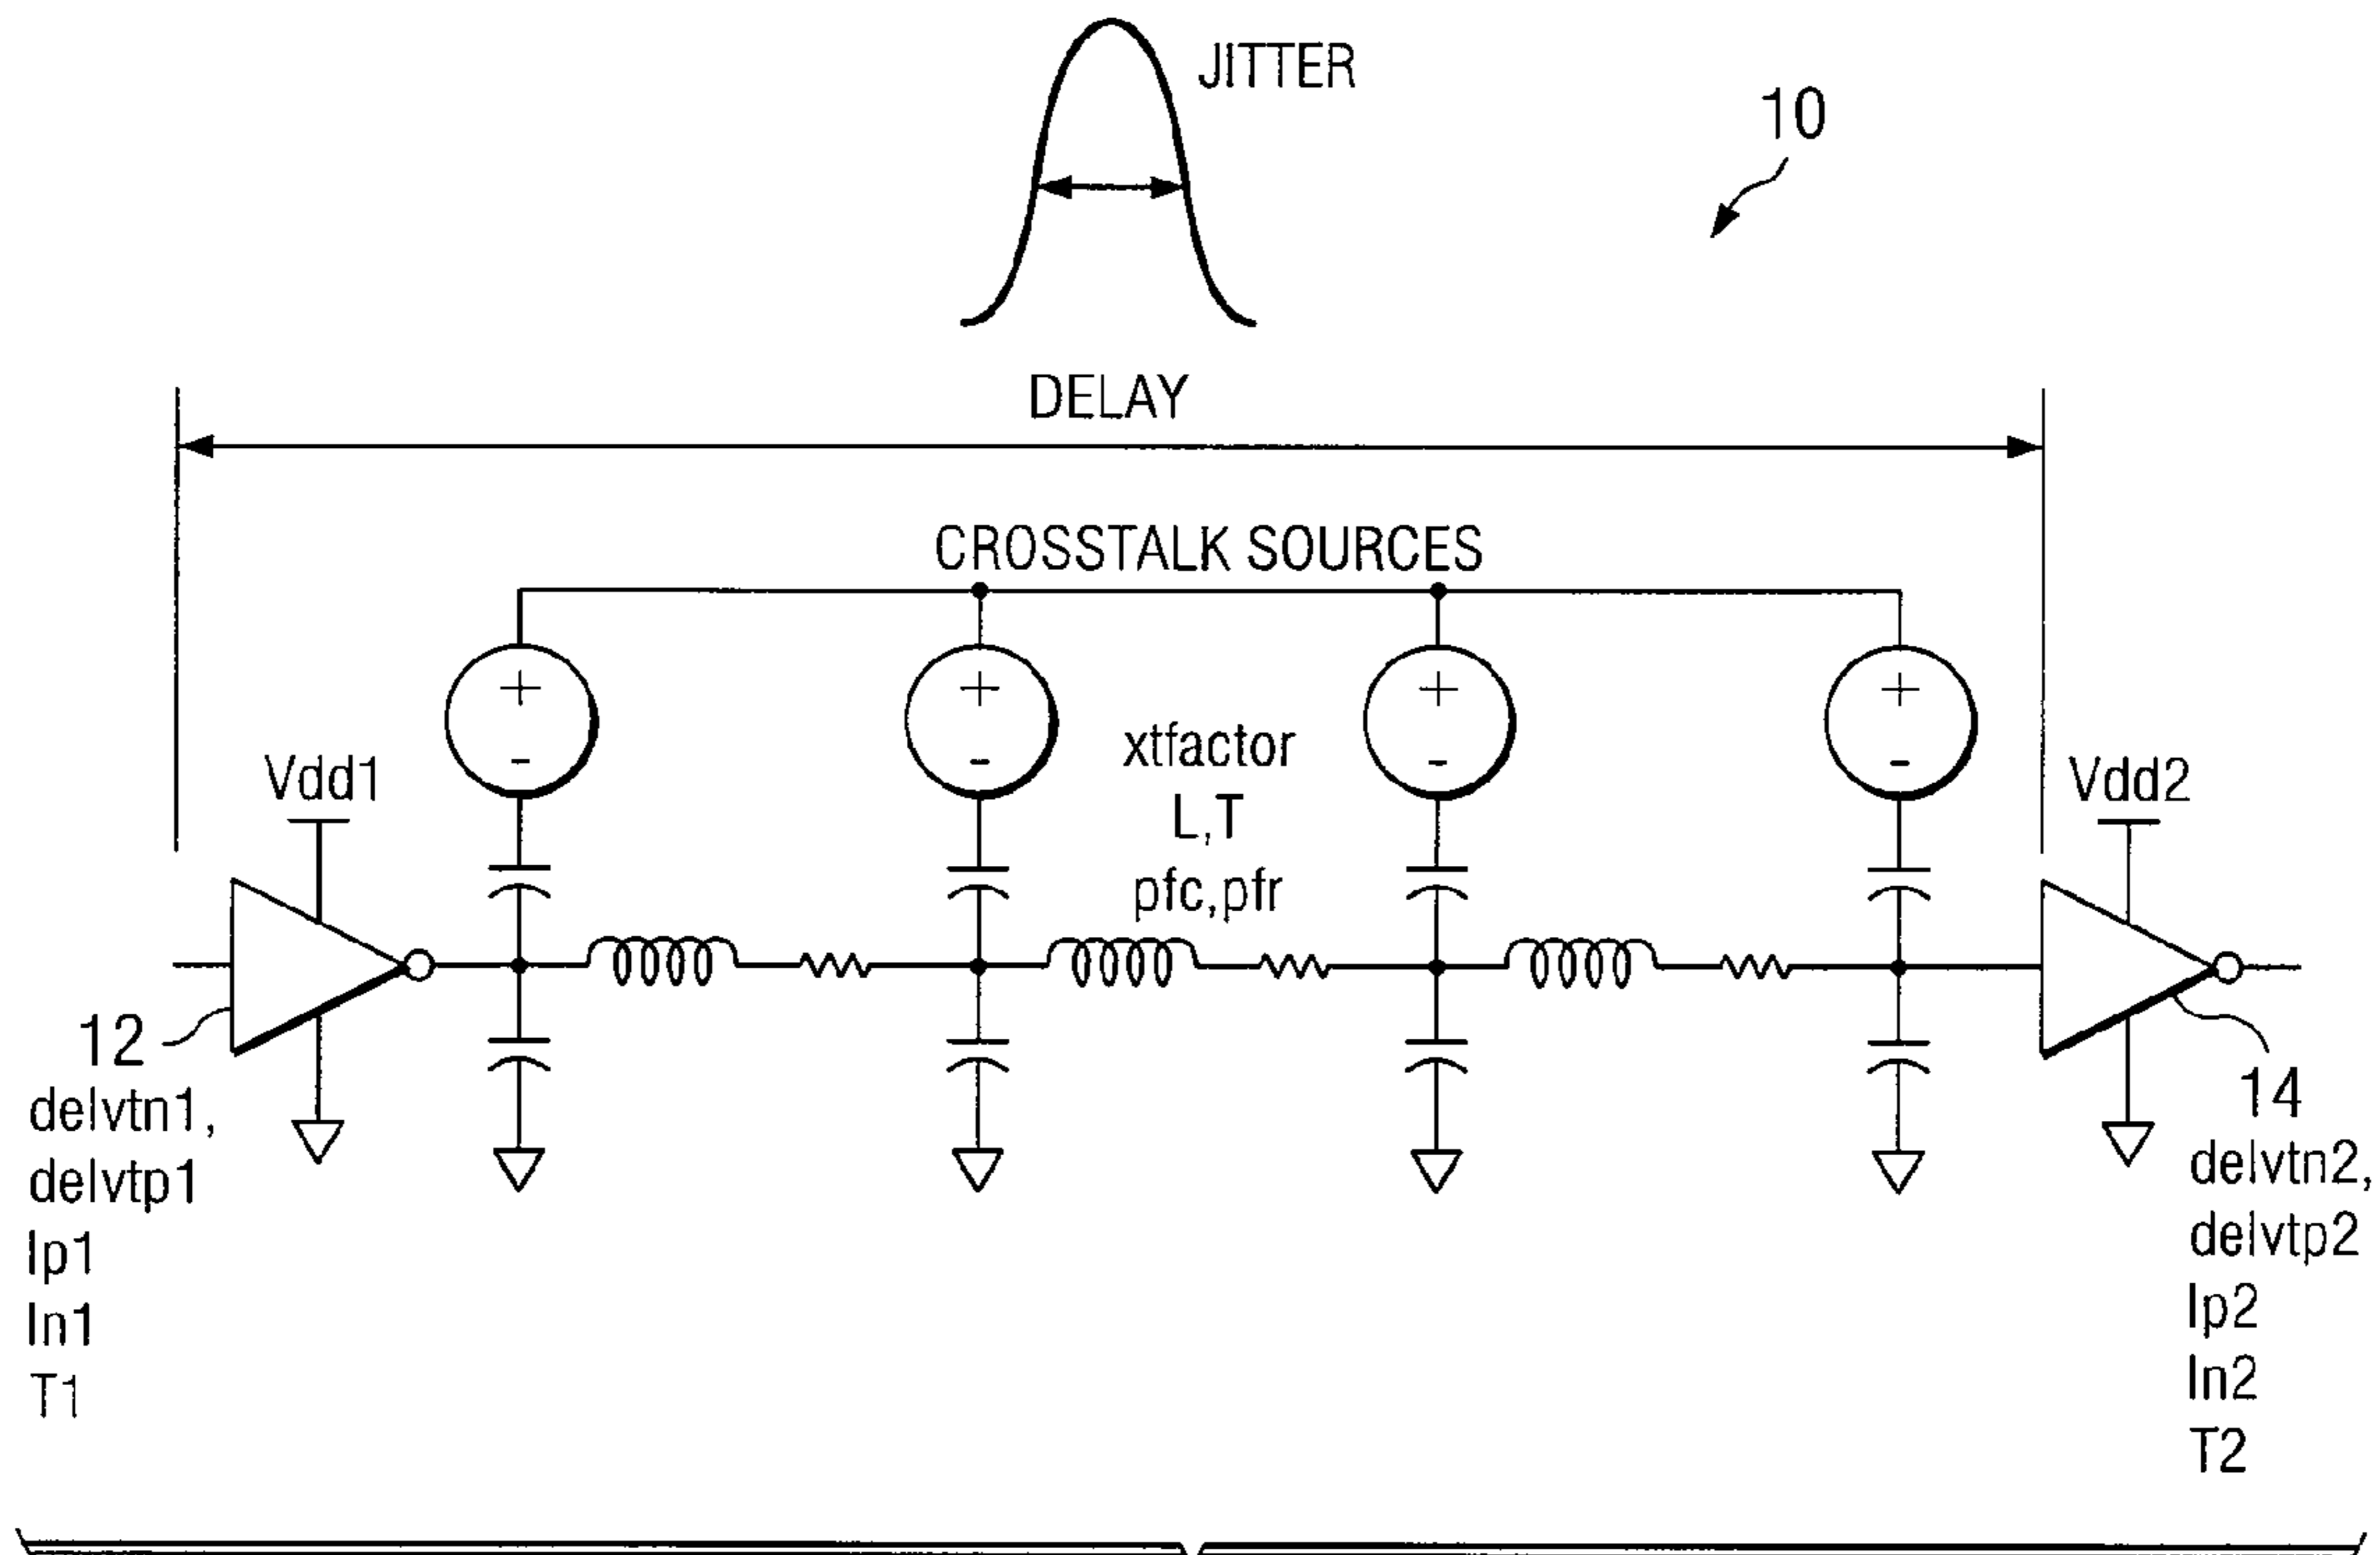 JITTER
10
DELAY
CROSSTALK SOURCES
+
+
+
+
-
-
-
-
xtfactor
L,T
pfc,pfr
Vdd1
Vdd2
12
delvtn1,
delvtp1
lp1
ln1
T1
14
delvtn2,
delvtp2
lp2
ln2
T2